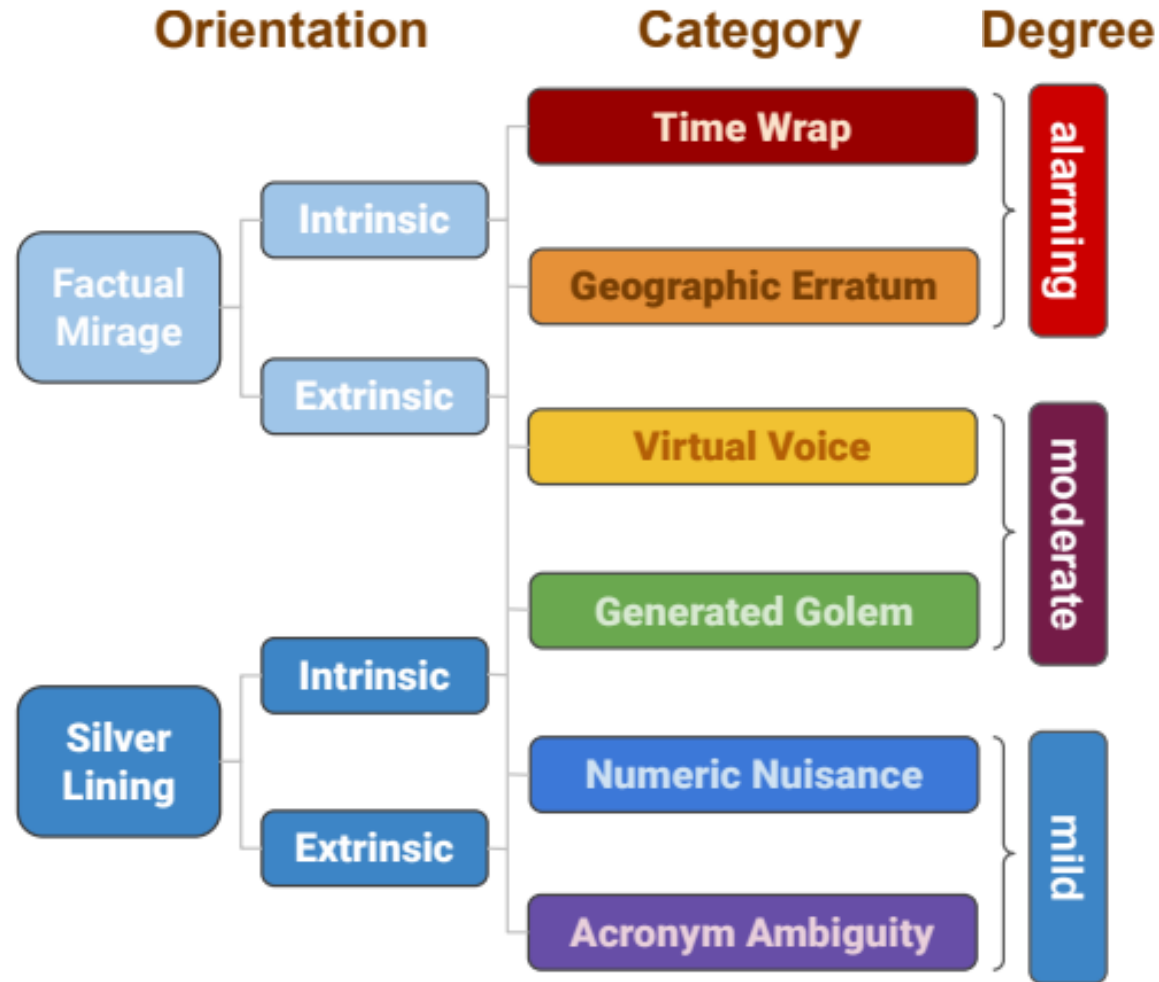 Orientation Category Degree
Time Wrap
alarming
Intrinsic
Factual
Mirage
Geographic Erratum
Extrinsic
Virtual Voice
moderate
Generated Golem
Intrinsic
Silver
Lining
Numeric Nuisance
mild
Extrinsic
Acronym Ambiguity